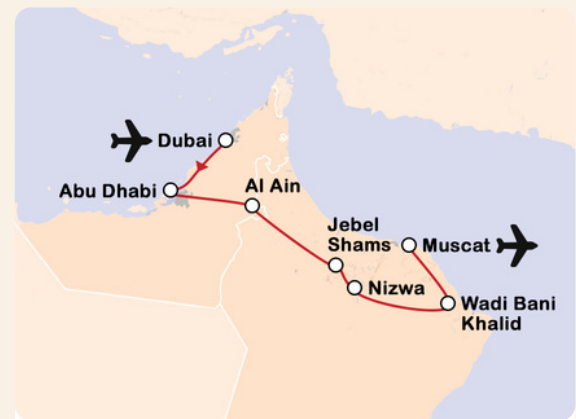 Dubai
Abu Dhabi
Al Ain
Jebel
Shams
Muscat
Nizwa
Wadi Bani
Khalid